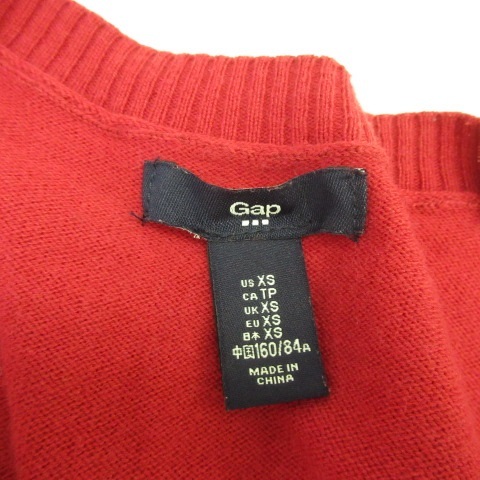 Gap
US XS
CA TP
UK XS
EU XS
日本 XS
中国160/84A
MADE IN
CHINA